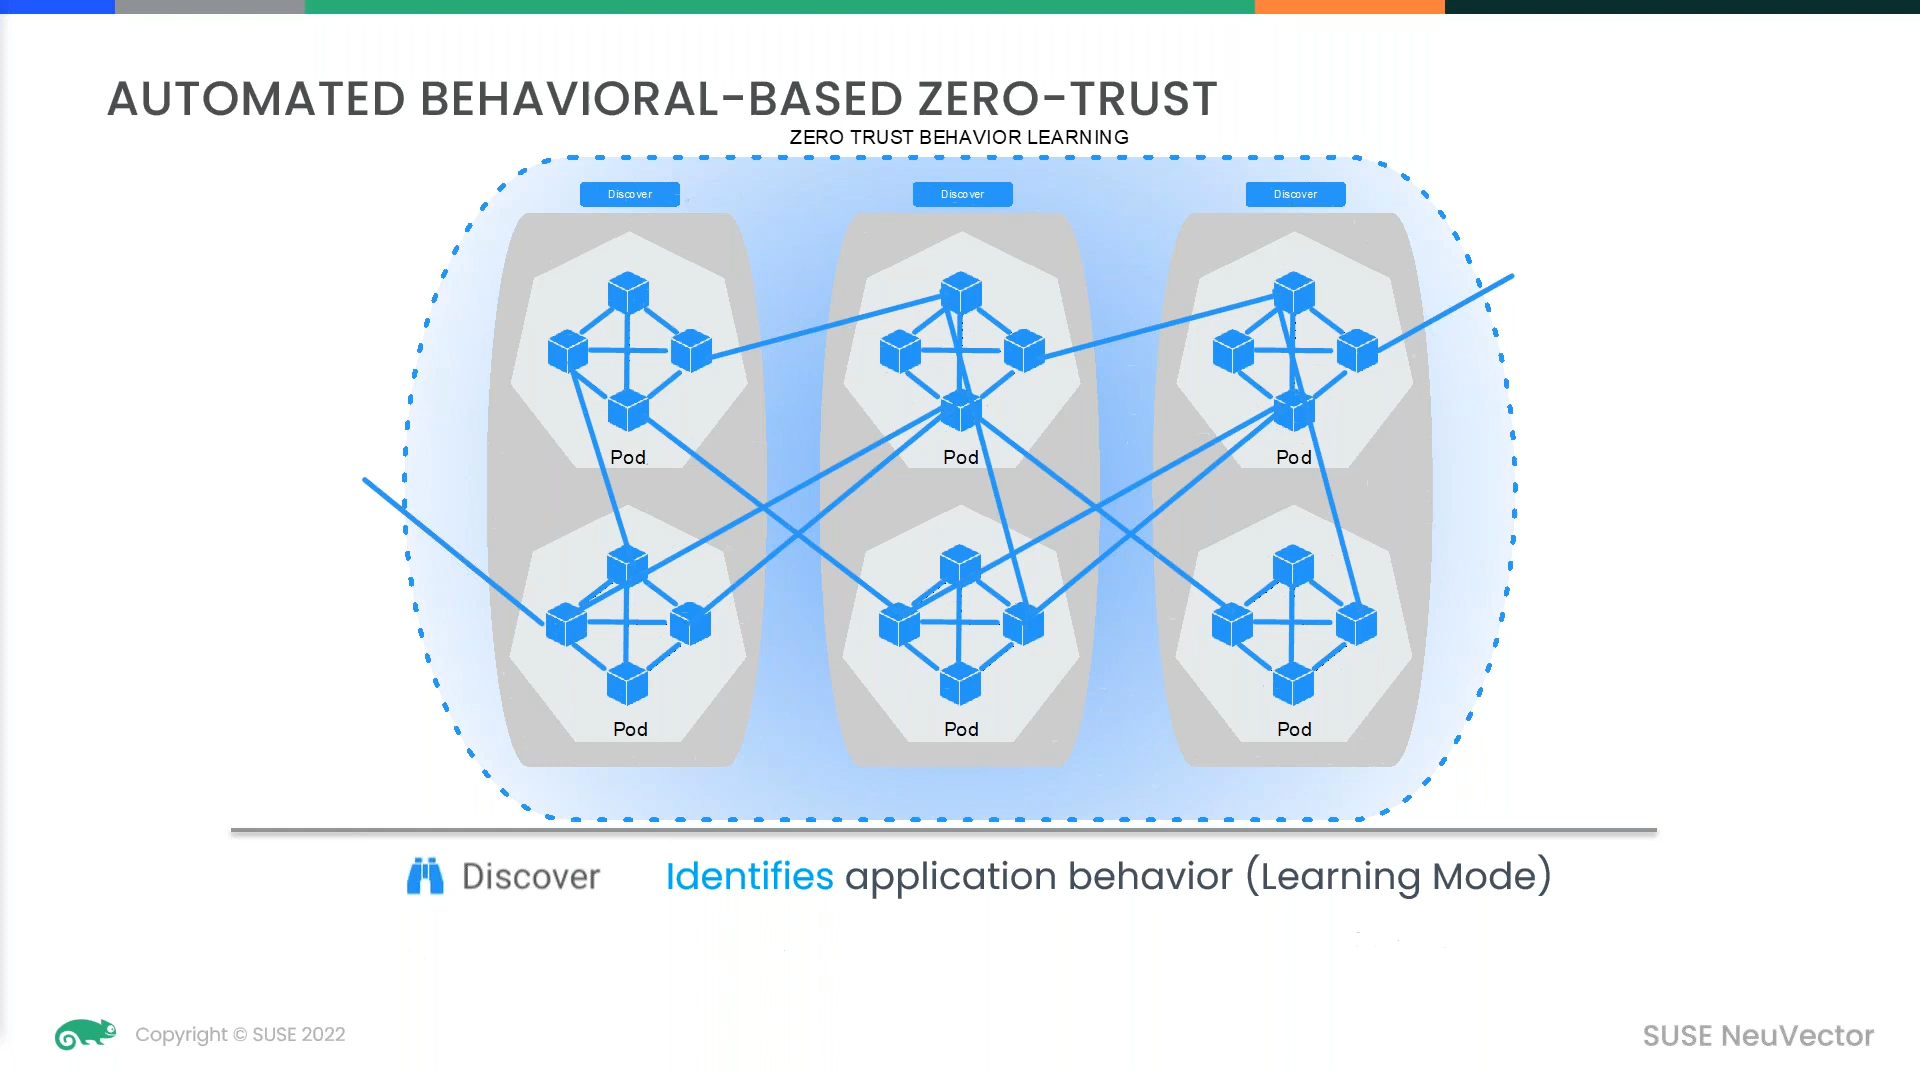 AUTOMATED BEHAVIORAL-BASED ZERO-TRUST
ZERO TRUST BEHAVIOR LEARNING
Discover
Discover
Discover
Pod
Pod
Pod
Pod
Pod
Pod
Discover
Identifies application behavior (Learning Mode)
Copyright © SUSE 2022
SUSE NeuVector